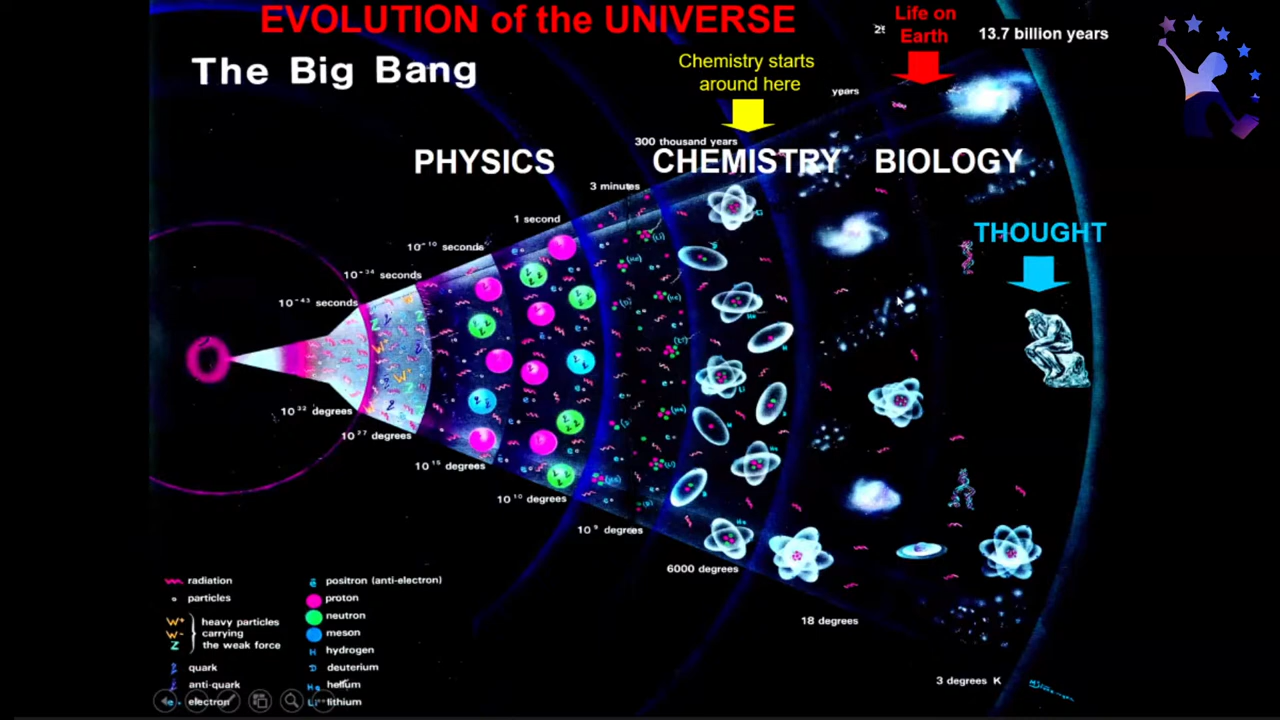 EVOLUTION of the UNIVERSE
The Big Bang
Life on
Earth
13.7 billion years
Chemistry starts
around here
years
300 thousand years
PHYSICS
CHEMISTRY
BIOLOGY
3 minutes
1 second
THOUGHT
10⁻¹⁰ seconds
10⁻³⁴ seconds
10⁻⁴³ seconds
10³² degrees
10²⁷ degrees
10¹⁵ degrees
10¹⁰ degrees
10⁹ degrees
6000 degrees
18 degrees
3 degrees K
radiation
particles
W+
W-
Z
heavy particles
carrying
the weak force
quark
anti-quark
electron
positron (anti-electron)
proton
neutron
meson
H hydrogen
D deuterium
He helium
Li lithium